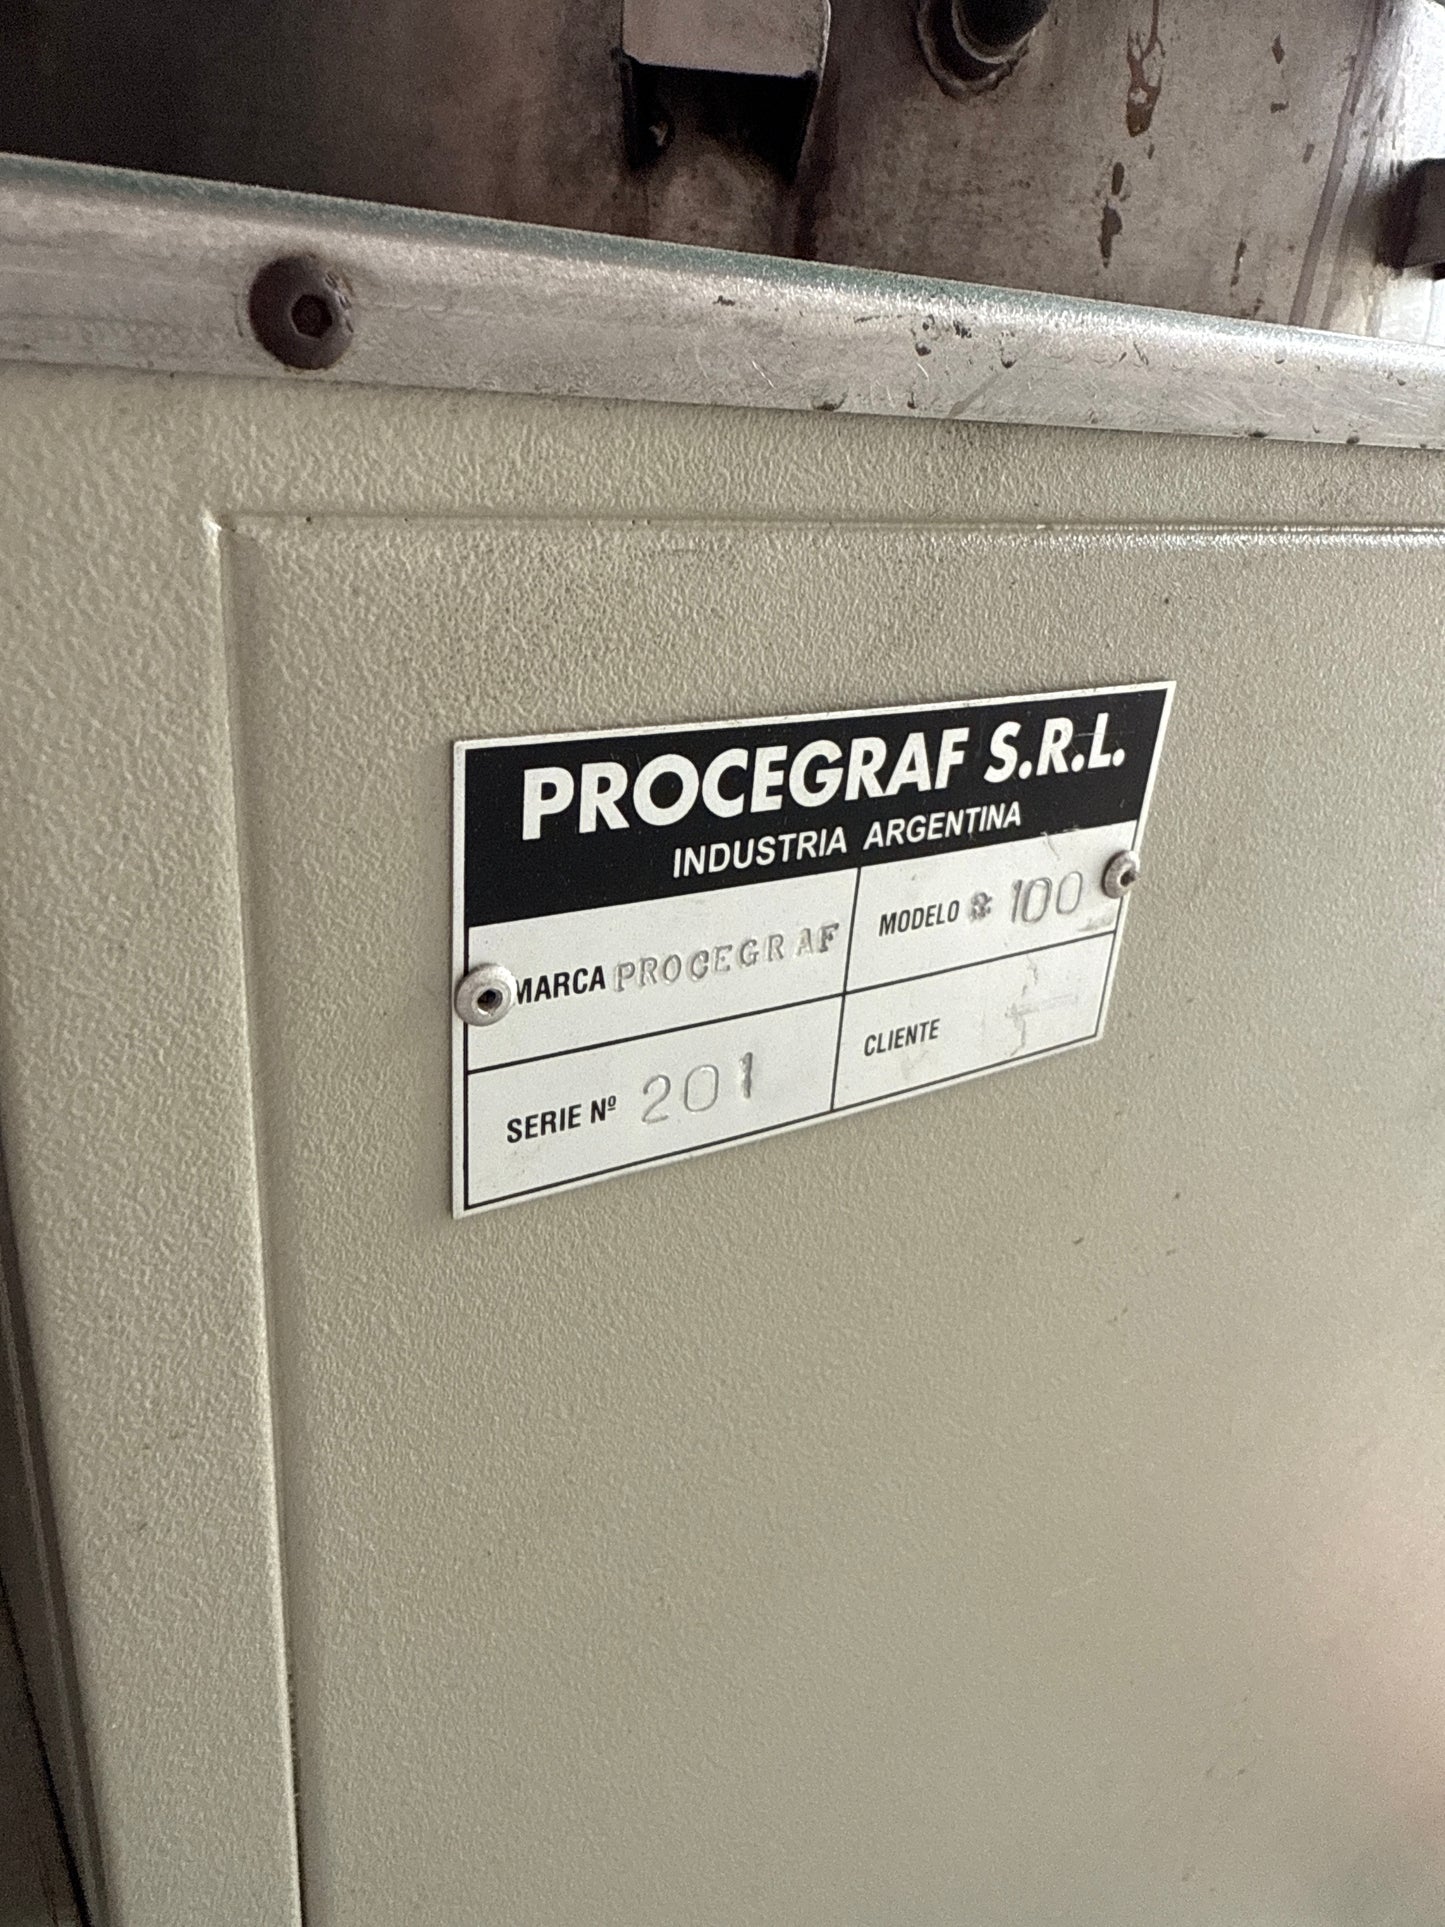 PROCEGRAF S.R.L.
INDUSTRIA ARGENTINA
MARCA PROCEGRAF
MODELO 100
SERIE Nº 201
CLIENTE